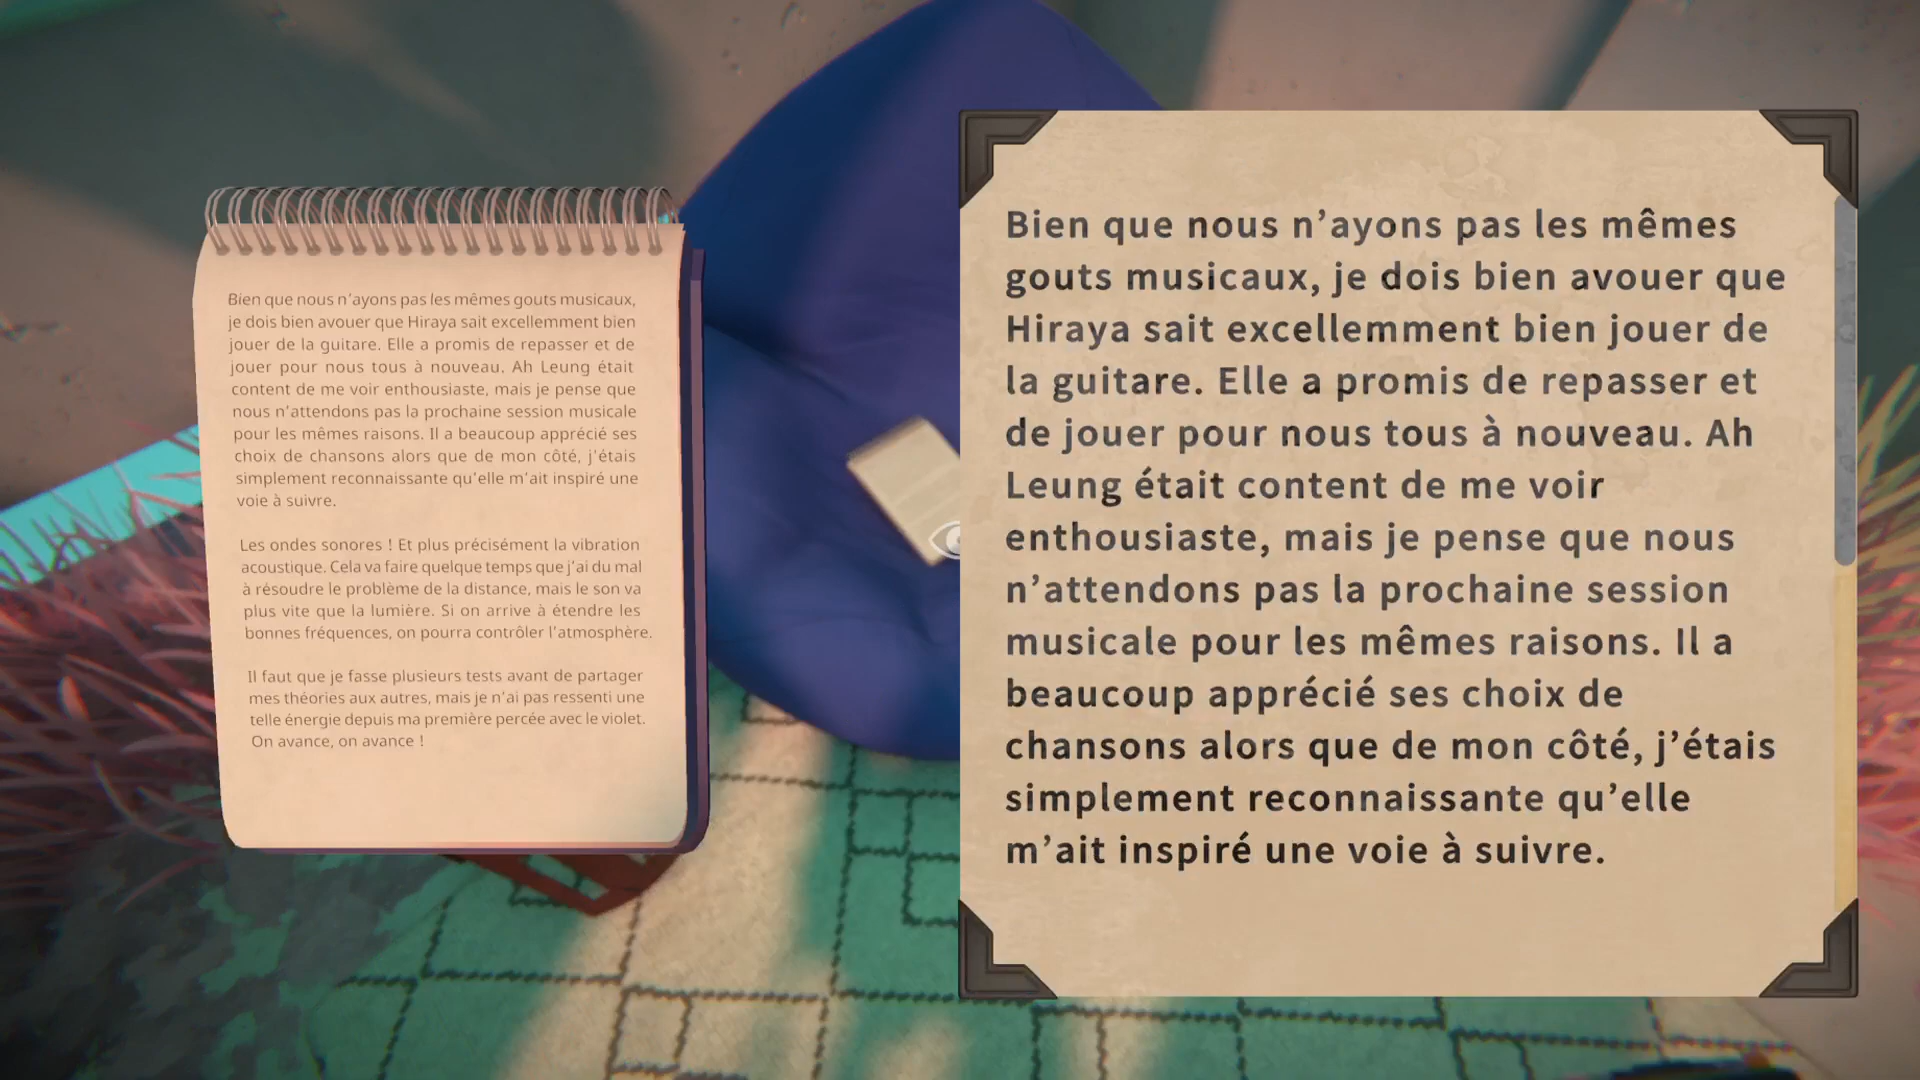 Bien que nous n’ayons pas les mêmes gouts musicaux,
je dois bien avouer que Hiraya sait excellemment bien
jouer de la guitare. Elle a promis de repasser et de
jouer pour nous tous à nouveau. Ah Leung était
content de me voir enthousiaste, mais je pense que
nous n’attendons pas la prochaine session musicale
pour les mêmes raisons. Il a beaucoup apprécié ses
choix de chansons alors que de mon côté, j’étais
simplement reconnaissante qu’elle m’ait inspiré une
voie à suivre.
Les ondes sonores ! Et plus précisément la vibration
acoustique. Cela va faire quelque temps que j’ai du mal
à résoudre le problème de la distance, mais le son va
plus vite que la lumière. Si on arrive à étendre les
bonnes fréquences, on pourra contrôler l’atmosphère.
Il faut que je fasse plusieurs tests avant de partager
mes théories aux autres, mais je n’ai pas ressenti une
telle énergie depuis ma première percée avec le violet.
On avance, on avance !
Bien que nous n’ayons pas les mêmes
gouts musicaux, je dois bien avouer que
Hiraya sait excellemment bien jouer de
la guitare. Elle a promis de repasser et
de jouer pour nous tous à nouveau. Ah
Leung était content de me voir
enthousiaste, mais je pense que nous
n’attendons pas la prochaine session
musicale pour les mêmes raisons. Il a
beaucoup apprécié ses choix de
chansons alors que de mon côté, j’étais
simplement reconnaissante qu’elle
m’ait inspiré une voie à suivre.